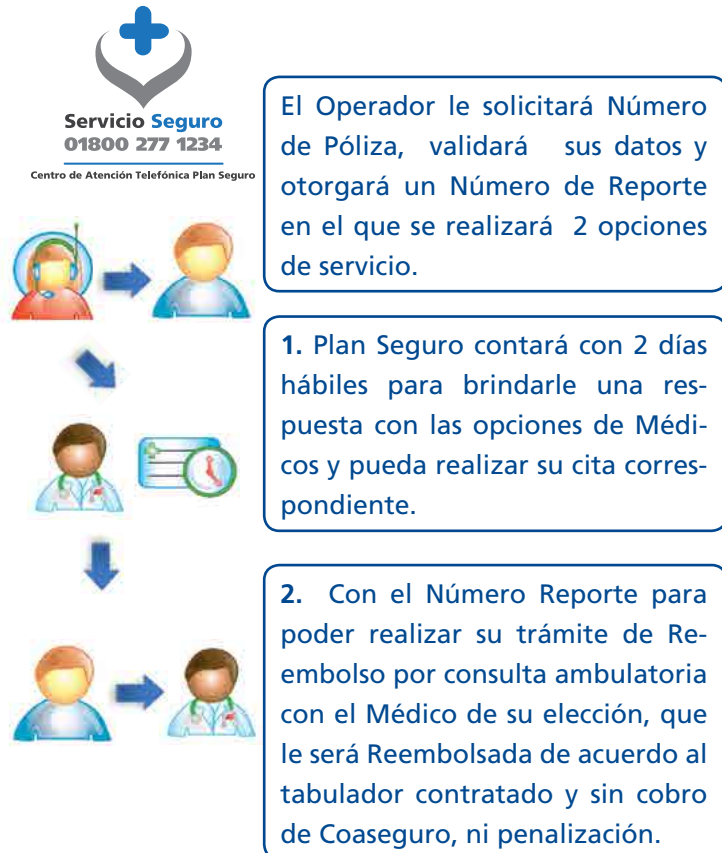 Servicio Seguro
01800 277 1234
Centro de Atención Telefónica Plan Seguro
El Operador le solicitará Número
de Póliza, validará sus datos y
otorgará un Número de Reporte
en el que se realizará 2 opciones
de servicio.
1. Plan Seguro contará con 2 días
hábiles para brindarle una res-
puesta con las opciones de Médi-
cos y pueda realizar su cita corres-
pondiente.
2. Con el Número Reporte para
poder realizar su trámite de Re-
embolso por consulta ambulatoria
con el Médico de su elección, que
le será Reembolsada de acuerdo al
tabulador contratado y sin cobro
de Coaseguro, ni penalización.